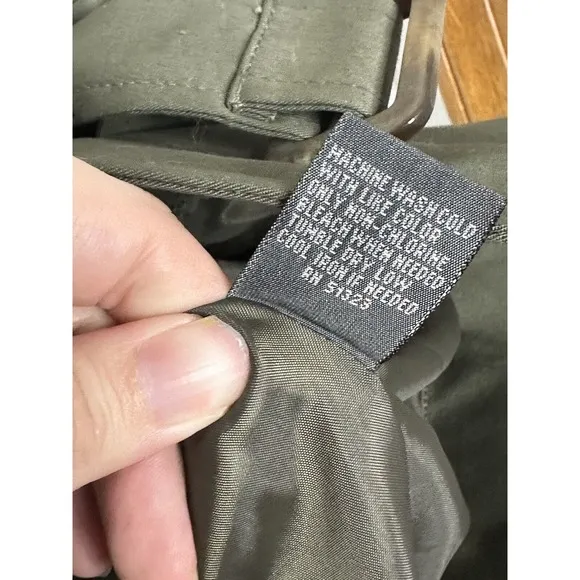 MACHINE WASH COLD
WITH LIKE COLOR
ONLY NON-CHLORINE
BLEACH WHEN NEEDED
TUMBLE DRY LOW
COOL IRON IF NEEDED
RN 51325